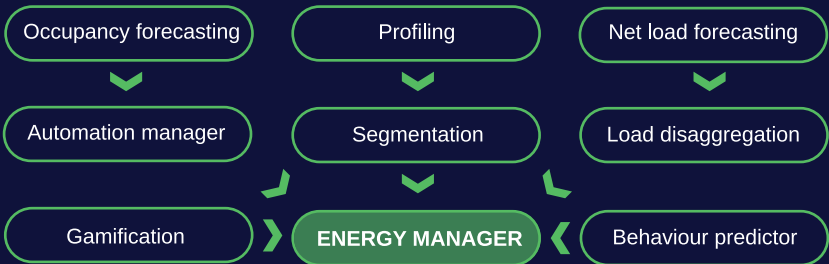 Occupancy forecasting
Profiling
Net load forecasting
Automation manager
Segmentation
Load disaggregation
Gamification
ENERGY MANAGER
Behaviour predictor